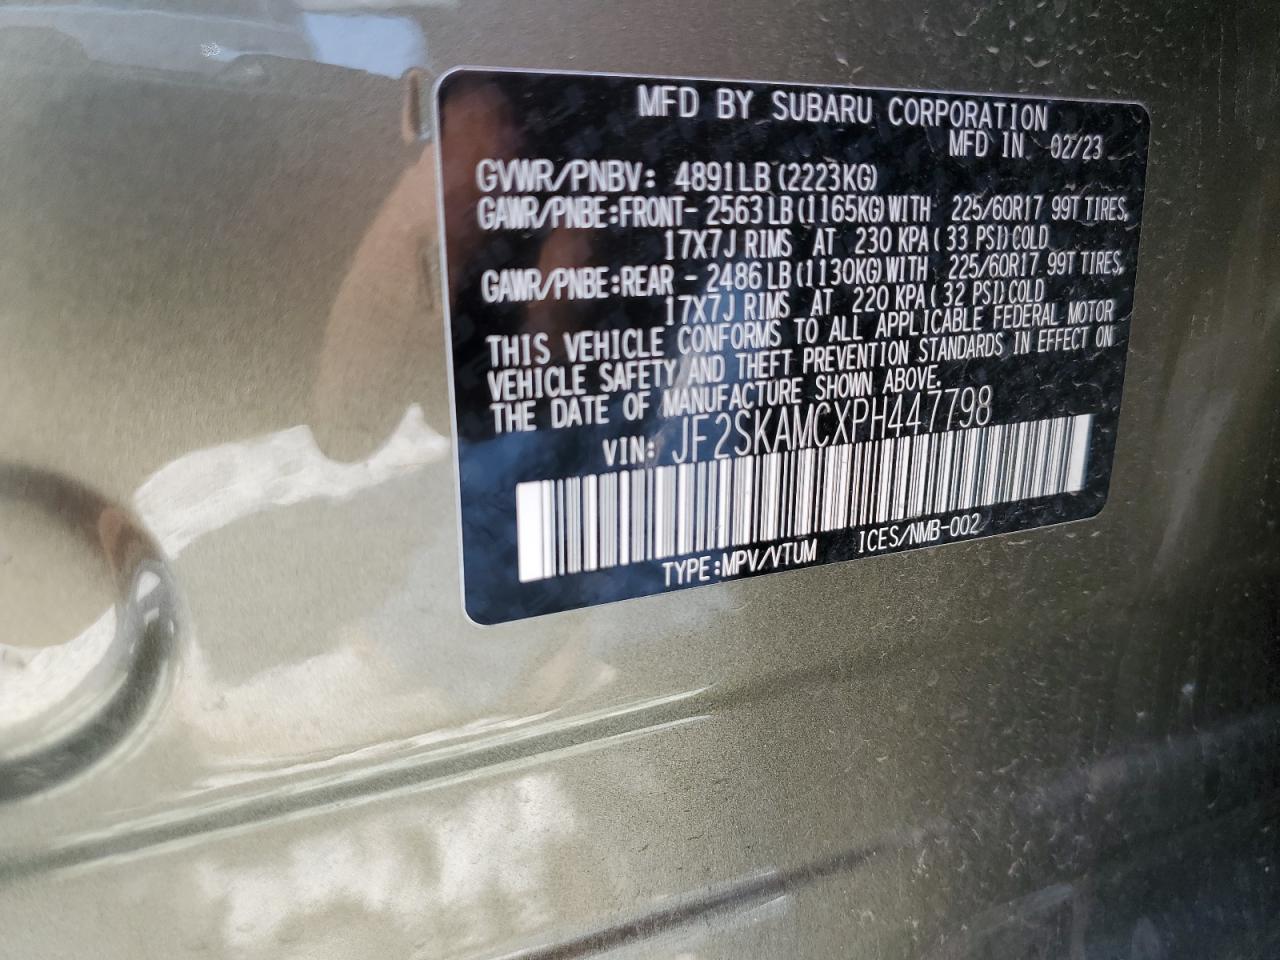 MFD BY SUBARU CORPORATION
MFD IN 02/23
GVWR/PNBV: 4891LB(2223KG)
GAWR/PNBE:FRONT- 2563LB(1165KG)WITH 225/60R17 99T TIRES,
17X7J RIMS AT 230 KPA( 33 PSI)COLD
GAWR/PNBE:REAR - 2486LB(1130KG)WITH 225/60R17 99T TIRES,
17X7J RIMS AT 220 KPA( 32 PSI)COLD
THIS VEHICLE CONFORMS TO ALL APPLICABLE FEDERAL MOTOR
VEHICLE SAFETY AND THEFT PREVENTION STANDARDS IN EFFECT ON
THE DATE OF MANUFACTURE SHOWN ABOVE.
VIN: JF2SKAMCXPH447798
TYPE:MPV/VTUM ICES/NMB-002